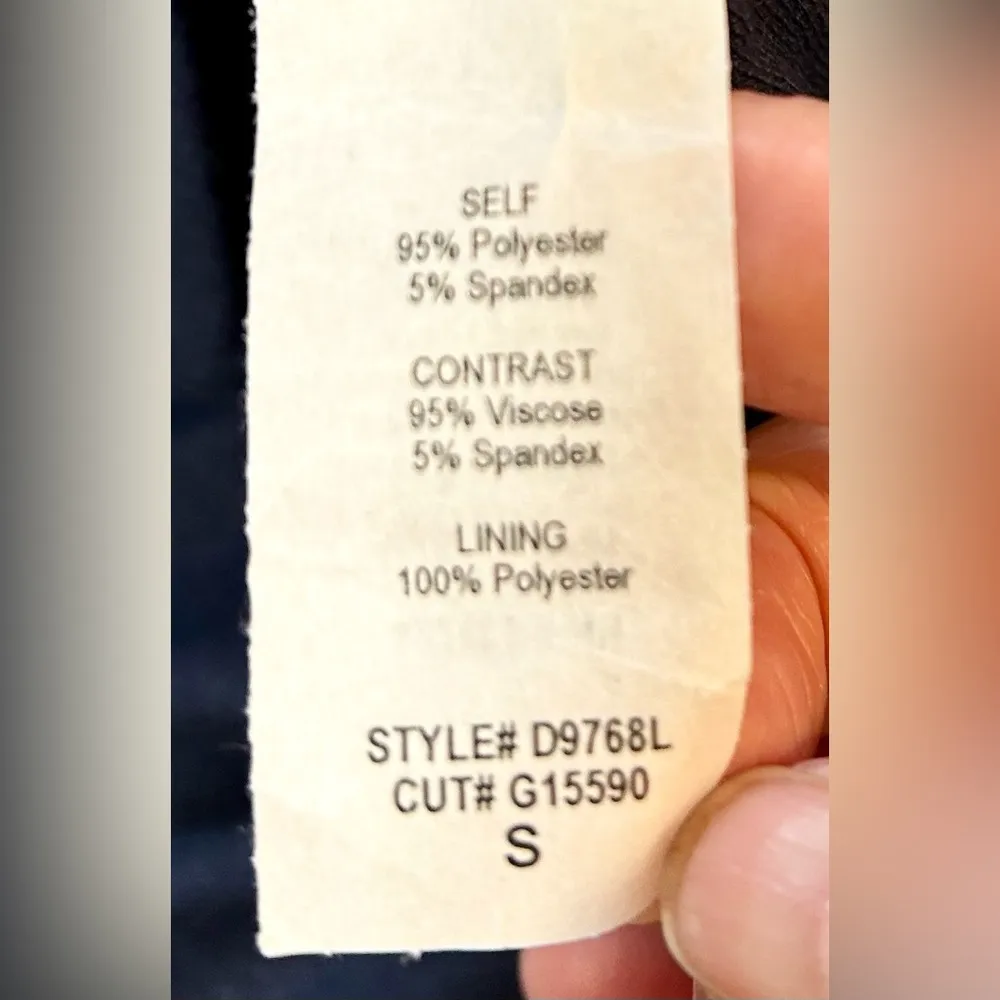 SELF
95% Polyester
5% Spandex
CONTRAST
95% Viscose
5% Spandex
LINING
100% Polyester
STYLE# D9768L
CUT# G15590
S